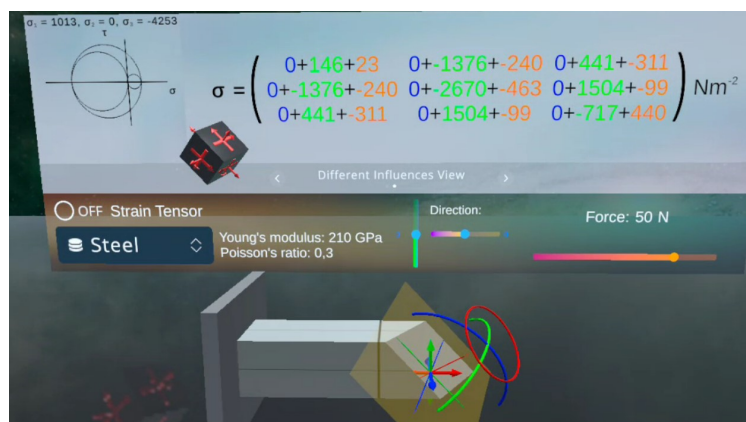 σ₁ = 1013, σ₂ = 0, σ₃ = -4253
τ
σ
σ = ( 0+146+23 0+-1376+-240 0+441+-311
0+-1376+-240 0+-2670+-463 0+1504+-99
0+441+-311 0+1504+-99 0+-717+440 ) Nm⁻²
Different Influences View
OFF Strain Tensor
Steel
Young's modulus: 210 GPa
Poisson's ratio: 0,3
Direction:
Force: 50 N